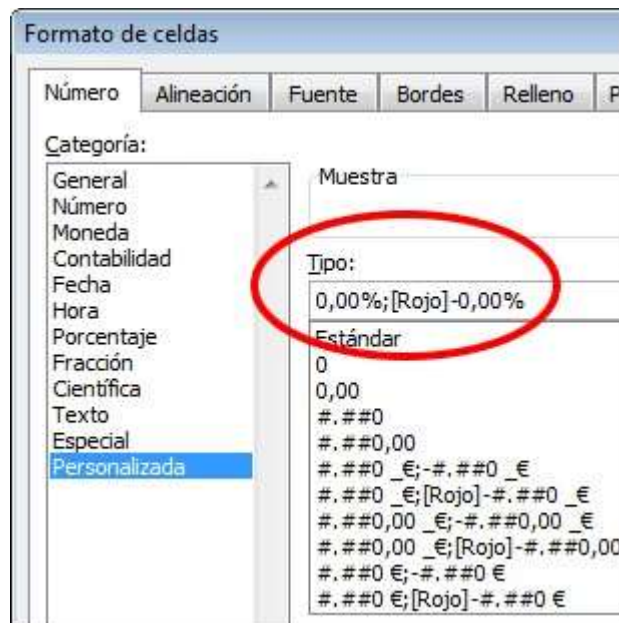 Formato de celdas
Número Alineación Fuente Bordes Relleno P
Categoría:
General
Número
Moneda
Contabilidad
Fecha
Hora
Porcentaje
Fracción
Científica
Texto
Especial
Personalizada
Muestra
Tipo:
0,00%;[Rojo]-0,00%
Estándar
0
0,00
#.##0
#.##0,00
#.##0 _€;-#.##0 _€
#.##0 _€;[Rojo]-#.##0 _€
#.##0,00 _€;-#.##0,00 _€
#.##0,00 _€;[Rojo]-#.##0,00
#.##0 €;-#.##0 €
#.##0 €;[Rojo]-#.##0 €